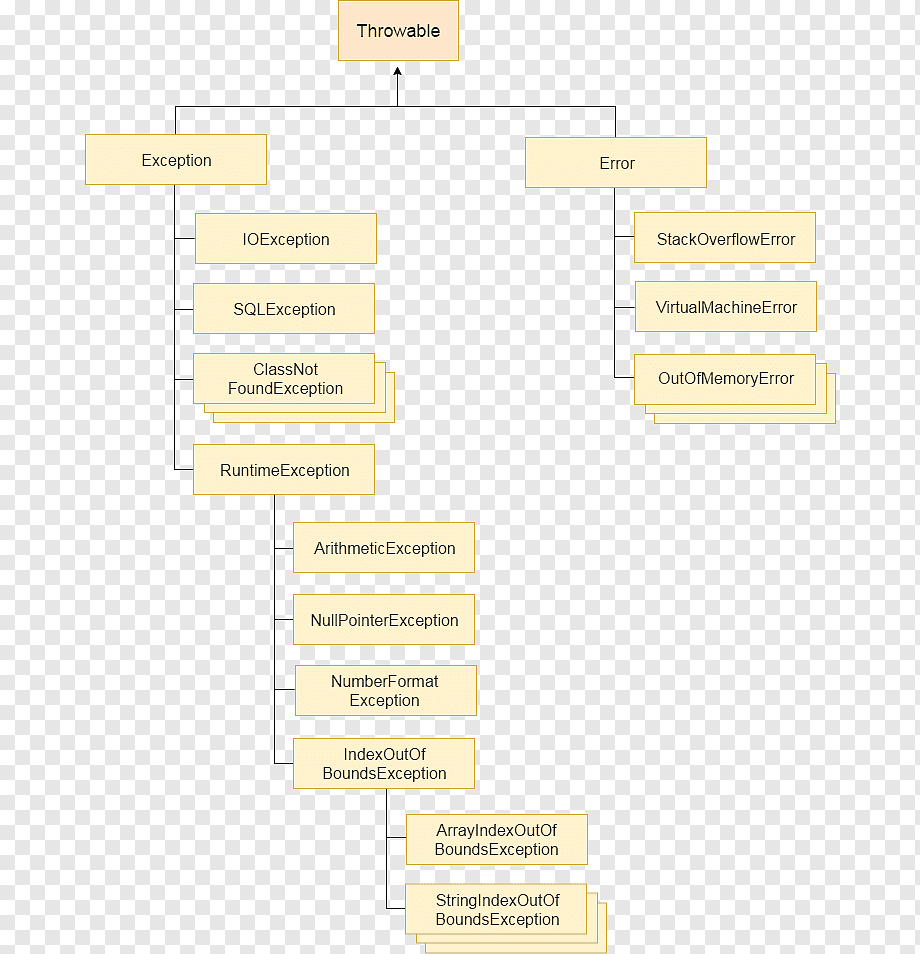 Throwable
Exception
Error
IOException
StackOverflowError
SQLException
VirtualMachineError
ClassNot
FoundException
OutOfMemoryError
RuntimeException
ArithmeticException
NullPointerException
NumberFormat
Exception
IndexOutOf
BoundsException
ArrayIndexOutOf
BoundsException
StringIndexOutOf
BoundsException